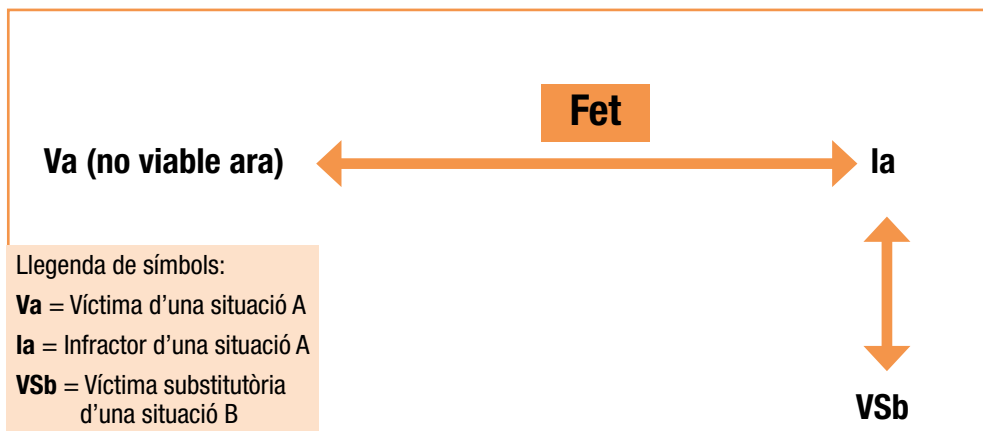 Fet
Va (no viable ara)
Ia
Llegenda de símbols:
Va = Víctima d'una situació A
Ia = Infractor d'una situació A
VSb = Víctima substitutòria
d'una situació B
VSb